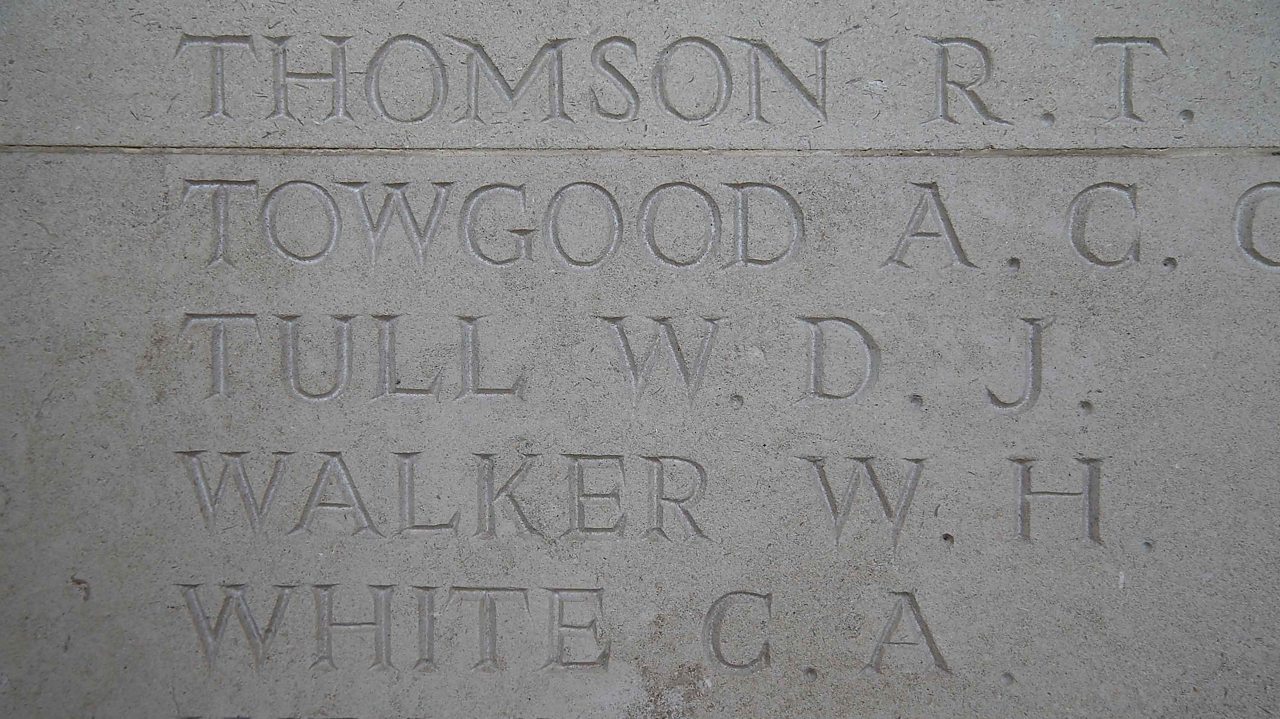 THOMSON R.T.
TOWGOOD A.C.
TULL W.D.J.
WALKER W.H.
WHITE C.A.